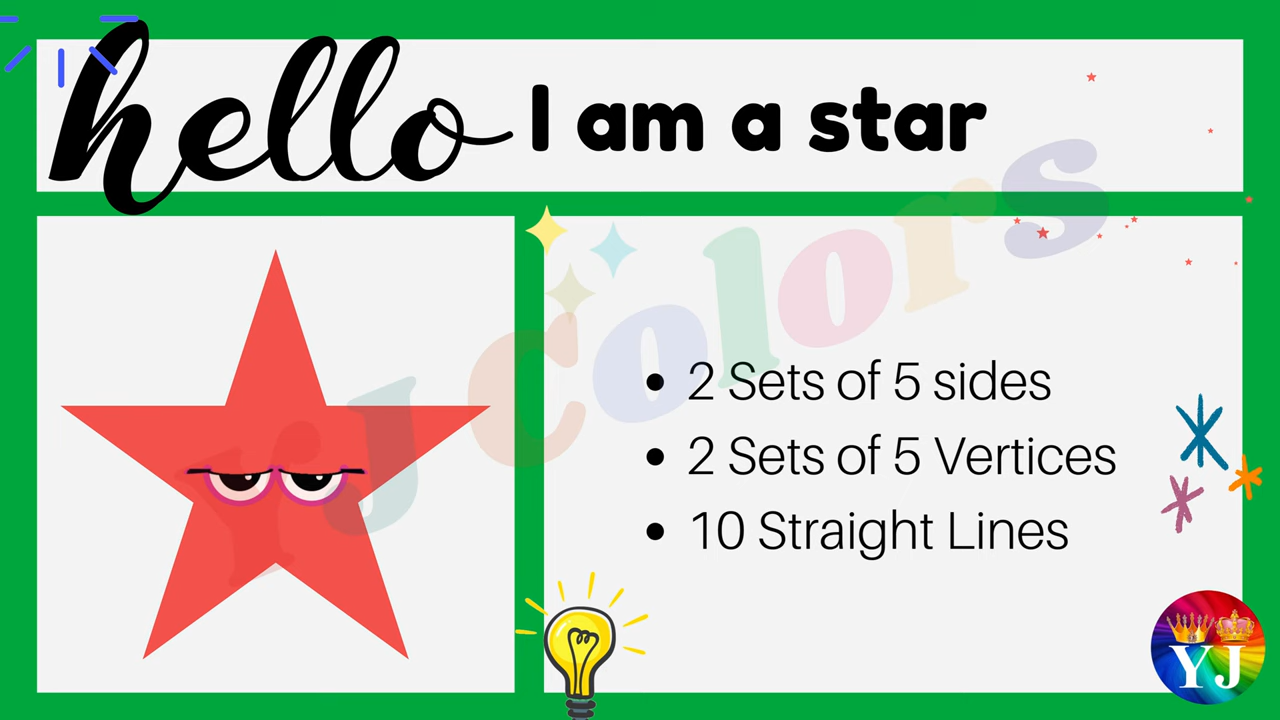 hello I am a star
YJ Colors
• 2 Sets of 5 sides
• 2 Sets of 5 Vertices
• 10 Straight Lines
YJ